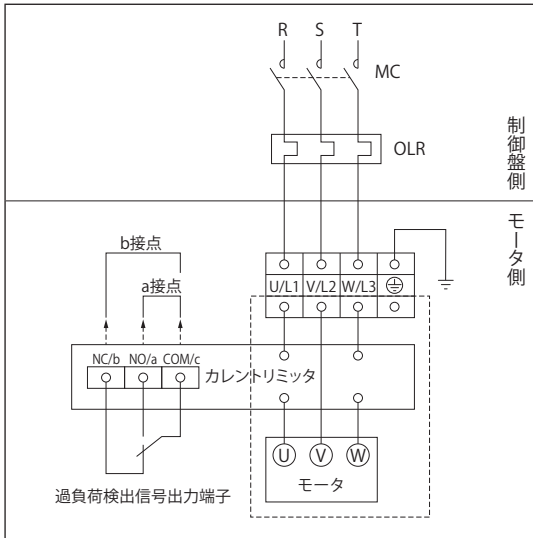 R S T
MC
OLR
制御盤側
モータ側
b接点
a接点
U/L1 V/L2 W/L3
NC/b NO/a COM/c
カレントリミッタ
U V W
モータ
過負荷検出信号出力端子